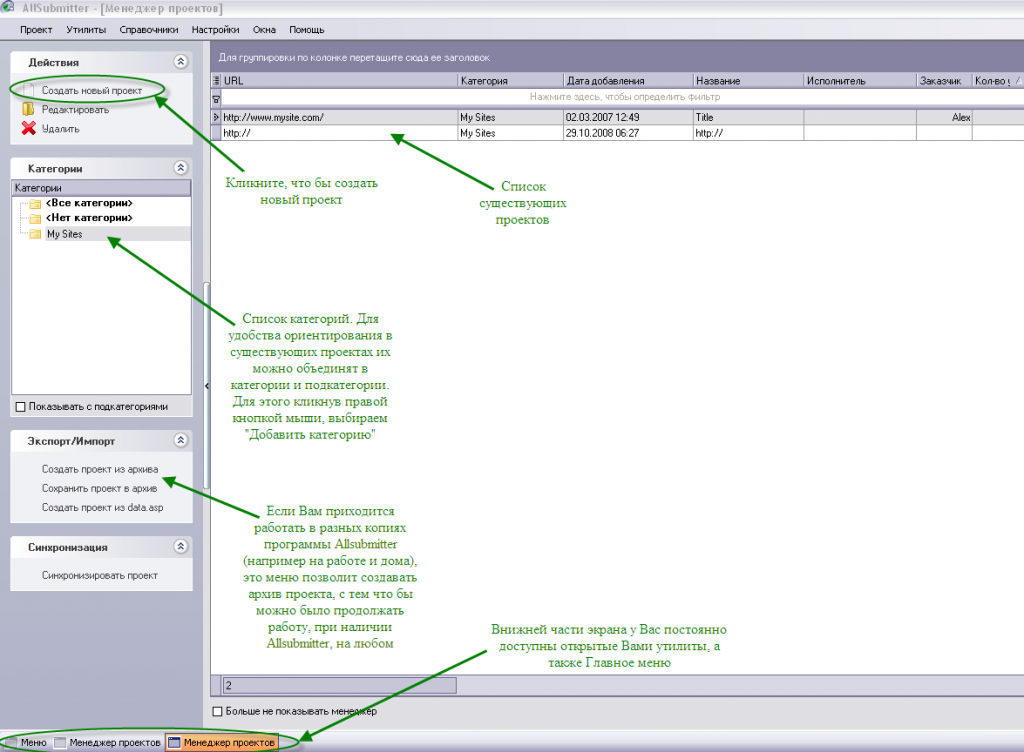 AllSubmitter - [Менеджер проектов]
Проект Утилиты Справочники Настройки Окна Помощь
Действия
Создать новый проект
Редактировать
Удалить
Категории
Категории
<Все категории>
<Нет категории>
My Sites
Показывать с подкатегориями
Экспорт/Импорт
Создать проект из архива
Сохранить проект в архив
Создать проект из data.asp
Синхронизация
Синхронизировать проект
Для группировки по колонке перетащите сюда ее заголовок
URL Категория Дата добавления Название Исполнитель Заказчик Кол-во
Нажмите здесь, чтобы определить фильтр
http://www.mysite.com/ My Sites 02.03.2007 12:49 Title Alex
http:// My Sites 29.10.2008 06:27 http://
Кликните, что бы создать
новый проект
Список
существующих
проектов
Список категорий. Для
удобства ориентирования в
существуюших проектах их
можно объединят в
категории и подкатегории.
Для этого кликнув правой
кнопкой мыши, выбираем
"Добавить категорию"
Если Вам приходится
работать в разных копиях
программы Allsubmitter
(например на работе и дома),
это меню позволит создавать
архив проекта, с тем что бы
можно было продолжать
работу, при наличии
Allsubmitter, на любом
Внижней части экрана у Вас постоянно
доступны открытые Вами утилиты, а
также Главное меню
2
Больше не показывать менеджер
Меню Менеджер проектов Менеджер проектов